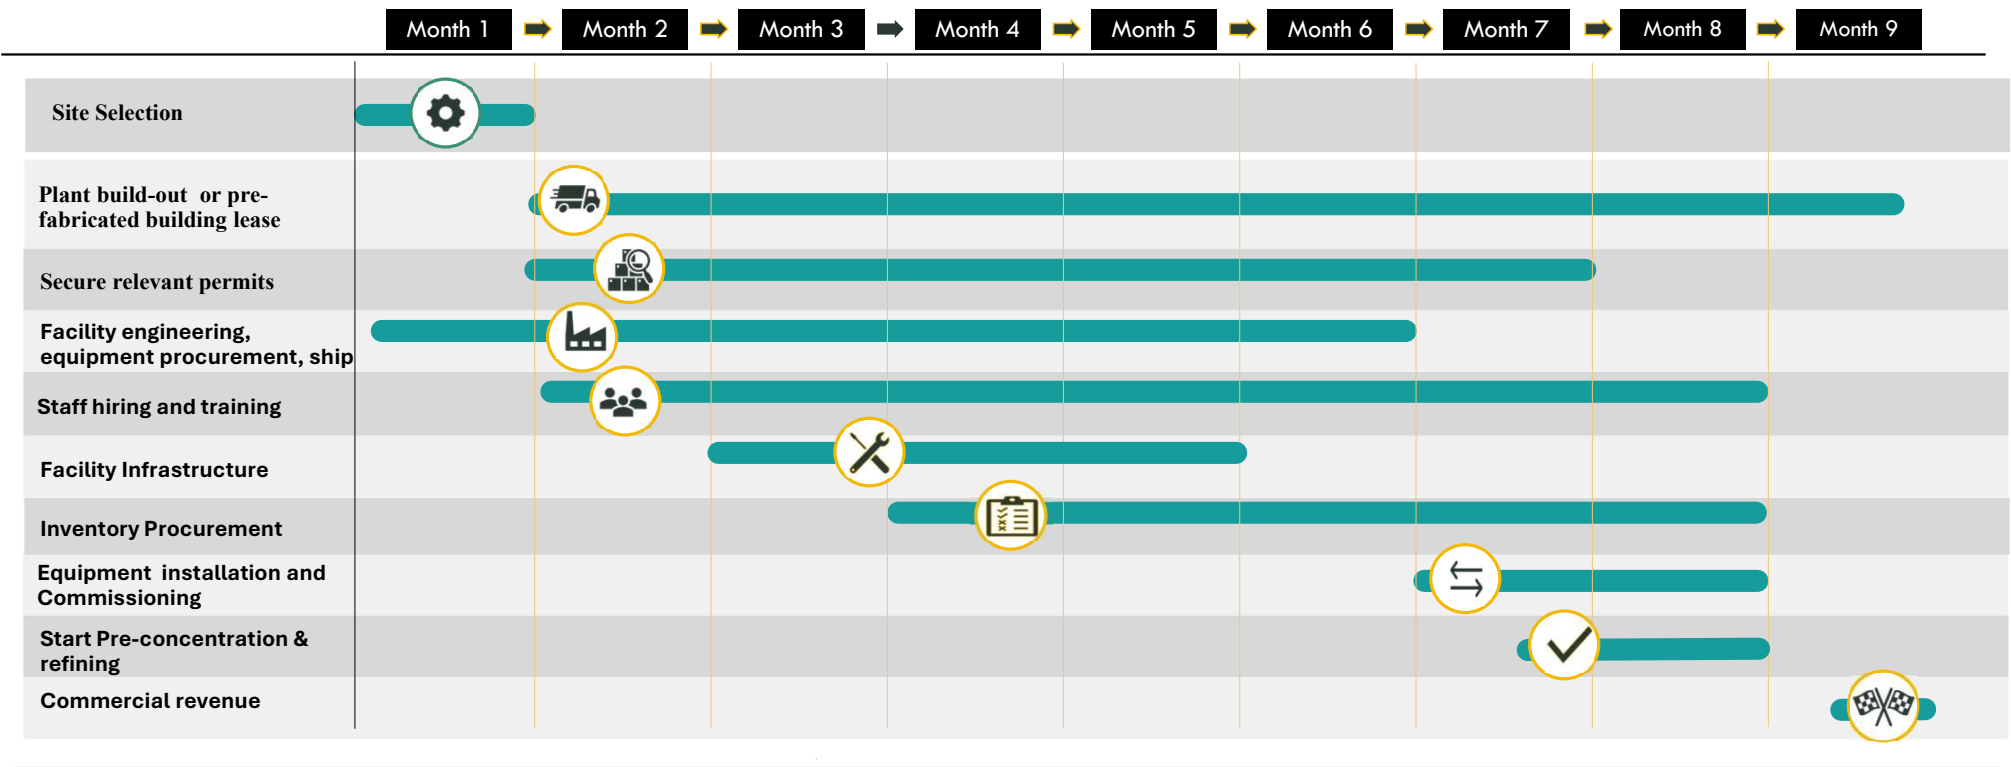 Month 1
Month 2
Month 3
Month 4
Month 5
Month 6
Month 7
Month 8
Month 9
Site Selection
Plant build-out or pre-
fabricated building lease
Secure relevant permits
Facility engineering,
equipment procurement, ship
Staff hiring and training
Facility Infrastructure
Inventory Procurement
Equipment installation and
Commissioning
Start Pre-concentration &
refining
Commercial revenue